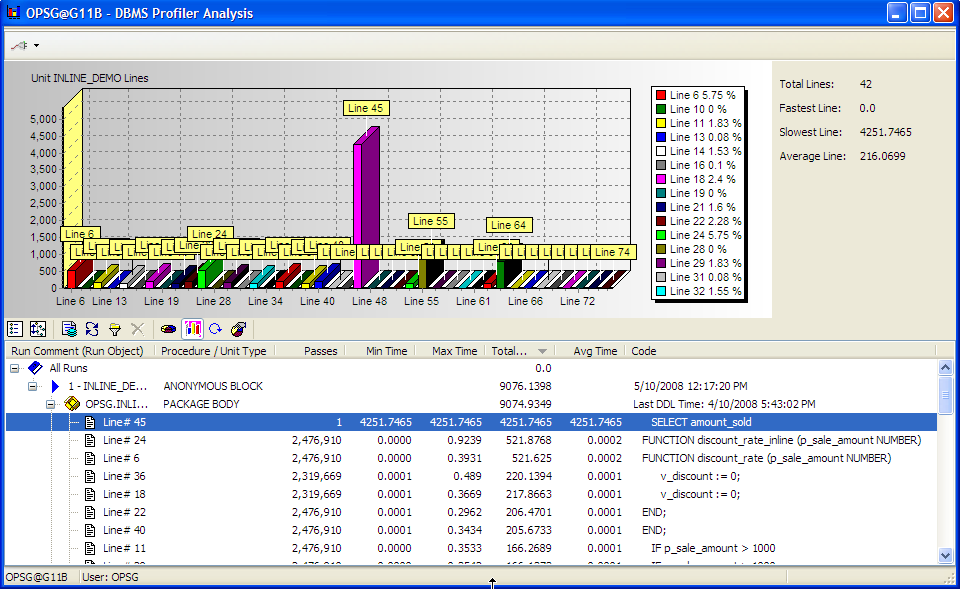 OPSG@G11B - DBMS Profiler Analysis
Unit INLINE_DEMO Lines
5,000
4,500
4,000
3,500
3,000
2,500
2,000
1,500
1,000
500
0
Line 45
Line 6
Line 24
Line 55
Line 64
Line 74
Line 6 Line 13 Line 19 Line 28 Line 34 Line 40 Line 48 Line 55 Line 61 Line 66 Line 72
Line 6 5.75 %
Line 10 0 %
Line 11 1.83 %
Line 13 0.08 %
Line 14 1.53 %
Line 16 0.1 %
Line 18 2.4 %
Line 19 0 %
Line 21 1.6 %
Line 22 2.28 %
Line 24 5.75 %
Line 28 0 %
Line 29 1.83 %
Line 31 0.08 %
Line 32 1.55 %
Total Lines: 42
Fastest Line: 0.0
Slowest Line: 4251.7465
Average Line: 216.0699
Run Comment (Run Object) Procedure / Unit Type Passes Min Time Max Time Total... Avg Time Code
All Runs 0.0
1 - INLINE_DE... ANONYMOUS BLOCK 9076.1398 5/10/2008 12:17:20 PM
OPSG.INLI... PACKAGE BODY 9074.9349 Last DDL Time: 4/10/2008 5:43:02 PM
Line# 45 1 4251.7465 4251.7465 4251.7465 4251.7465 SELECT amount_sold
Line# 24 2,476,910 0.0000 0.9239 521.8768 0.0002 FUNCTION discount_rate_inline (p_sale_amount NUMBER)
Line# 6 2,476,910 0.0000 0.3931 521.625 0.0002 FUNCTION discount_rate (p_sale_amount NUMBER)
Line# 36 2,319,669 0.0001 0.489 220.1394 0.0001 v_discount := 0;
Line# 18 2,319,669 0.0001 0.3669 217.8663 0.0001 v_discount := 0;
Line# 22 2,476,910 0.0001 0.2962 206.4701 0.0001 END;
Line# 40 2,476,910 0.0001 0.3434 205.6733 0.0001 END;
Line# 11 2,476,910 0.0000 0.3533 166.2689 0.0001 IF p_sale_amount > 1000
OPSG@G11B User: OPSG